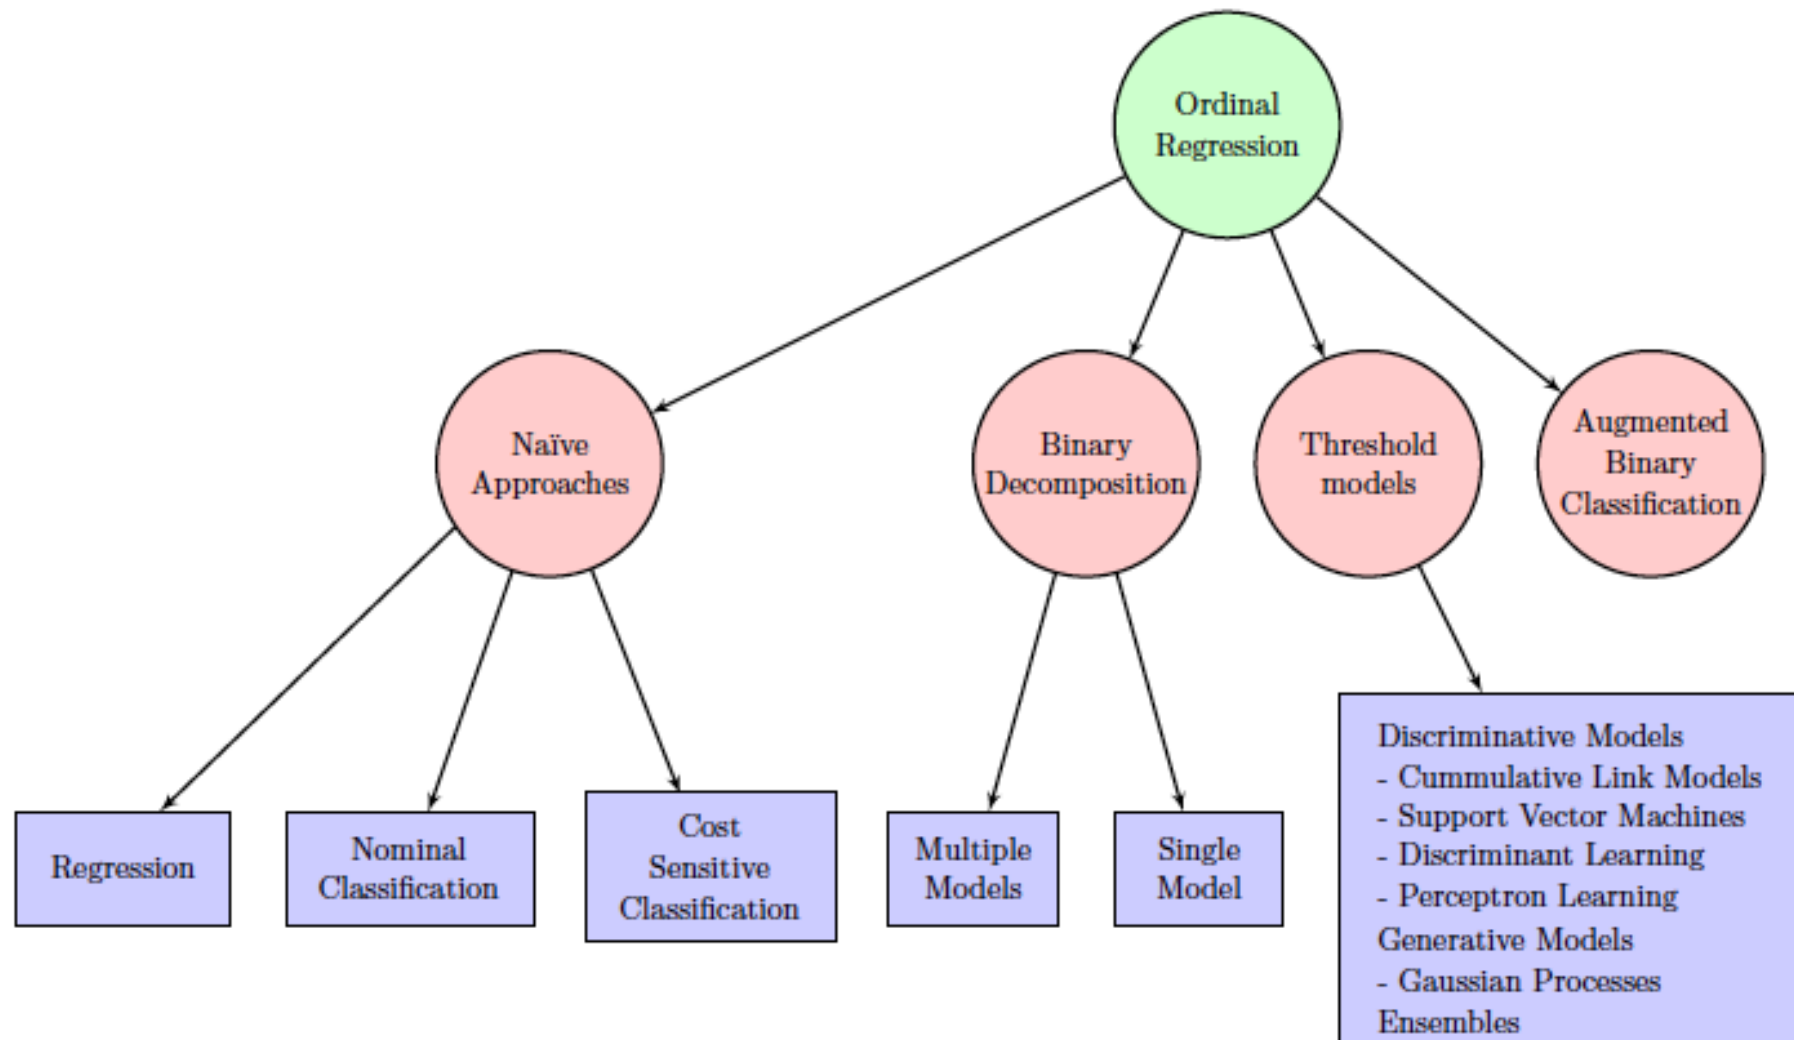 Ordinal
Regression
Naïve
Approaches
Binary
Decomposition
Threshold
models
Augmented
Binary
Classification
Regression
Nominal
Classification
Cost
Sensitive
Classification
Multiple
Models
Single
Model
Discriminative Models
- Cummulative Link Models
- Support Vector Machines
- Discriminant Learning
- Perceptron Learning
Generative Models
- Gaussian Processes
Ensembles